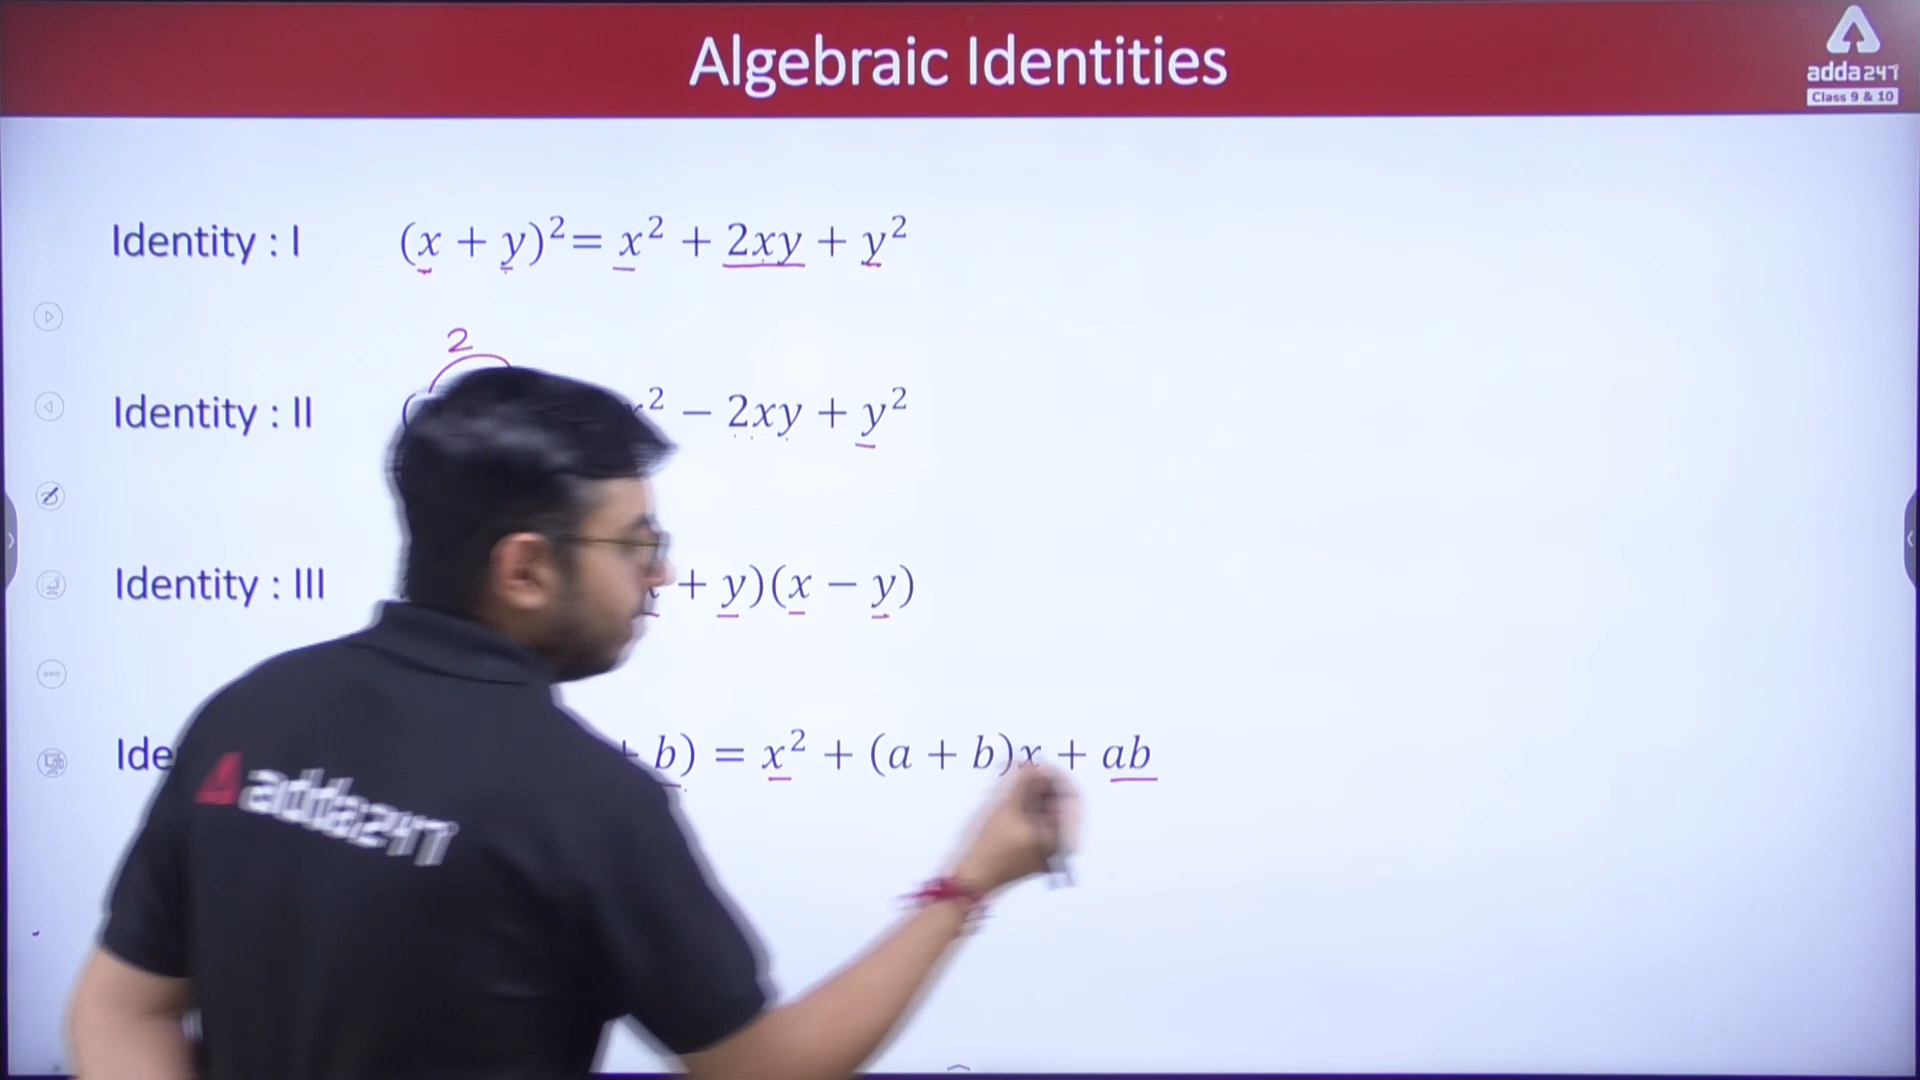 Algebraic Identities
adda247
Class 9 & 10
Identity : I (x + y)²= x² + 2xy + y²
2
Identity : II ( ² − 2xy + y²
Identity : III + y)(x − y)
b) = x² + (a + b)x + ab
adda247